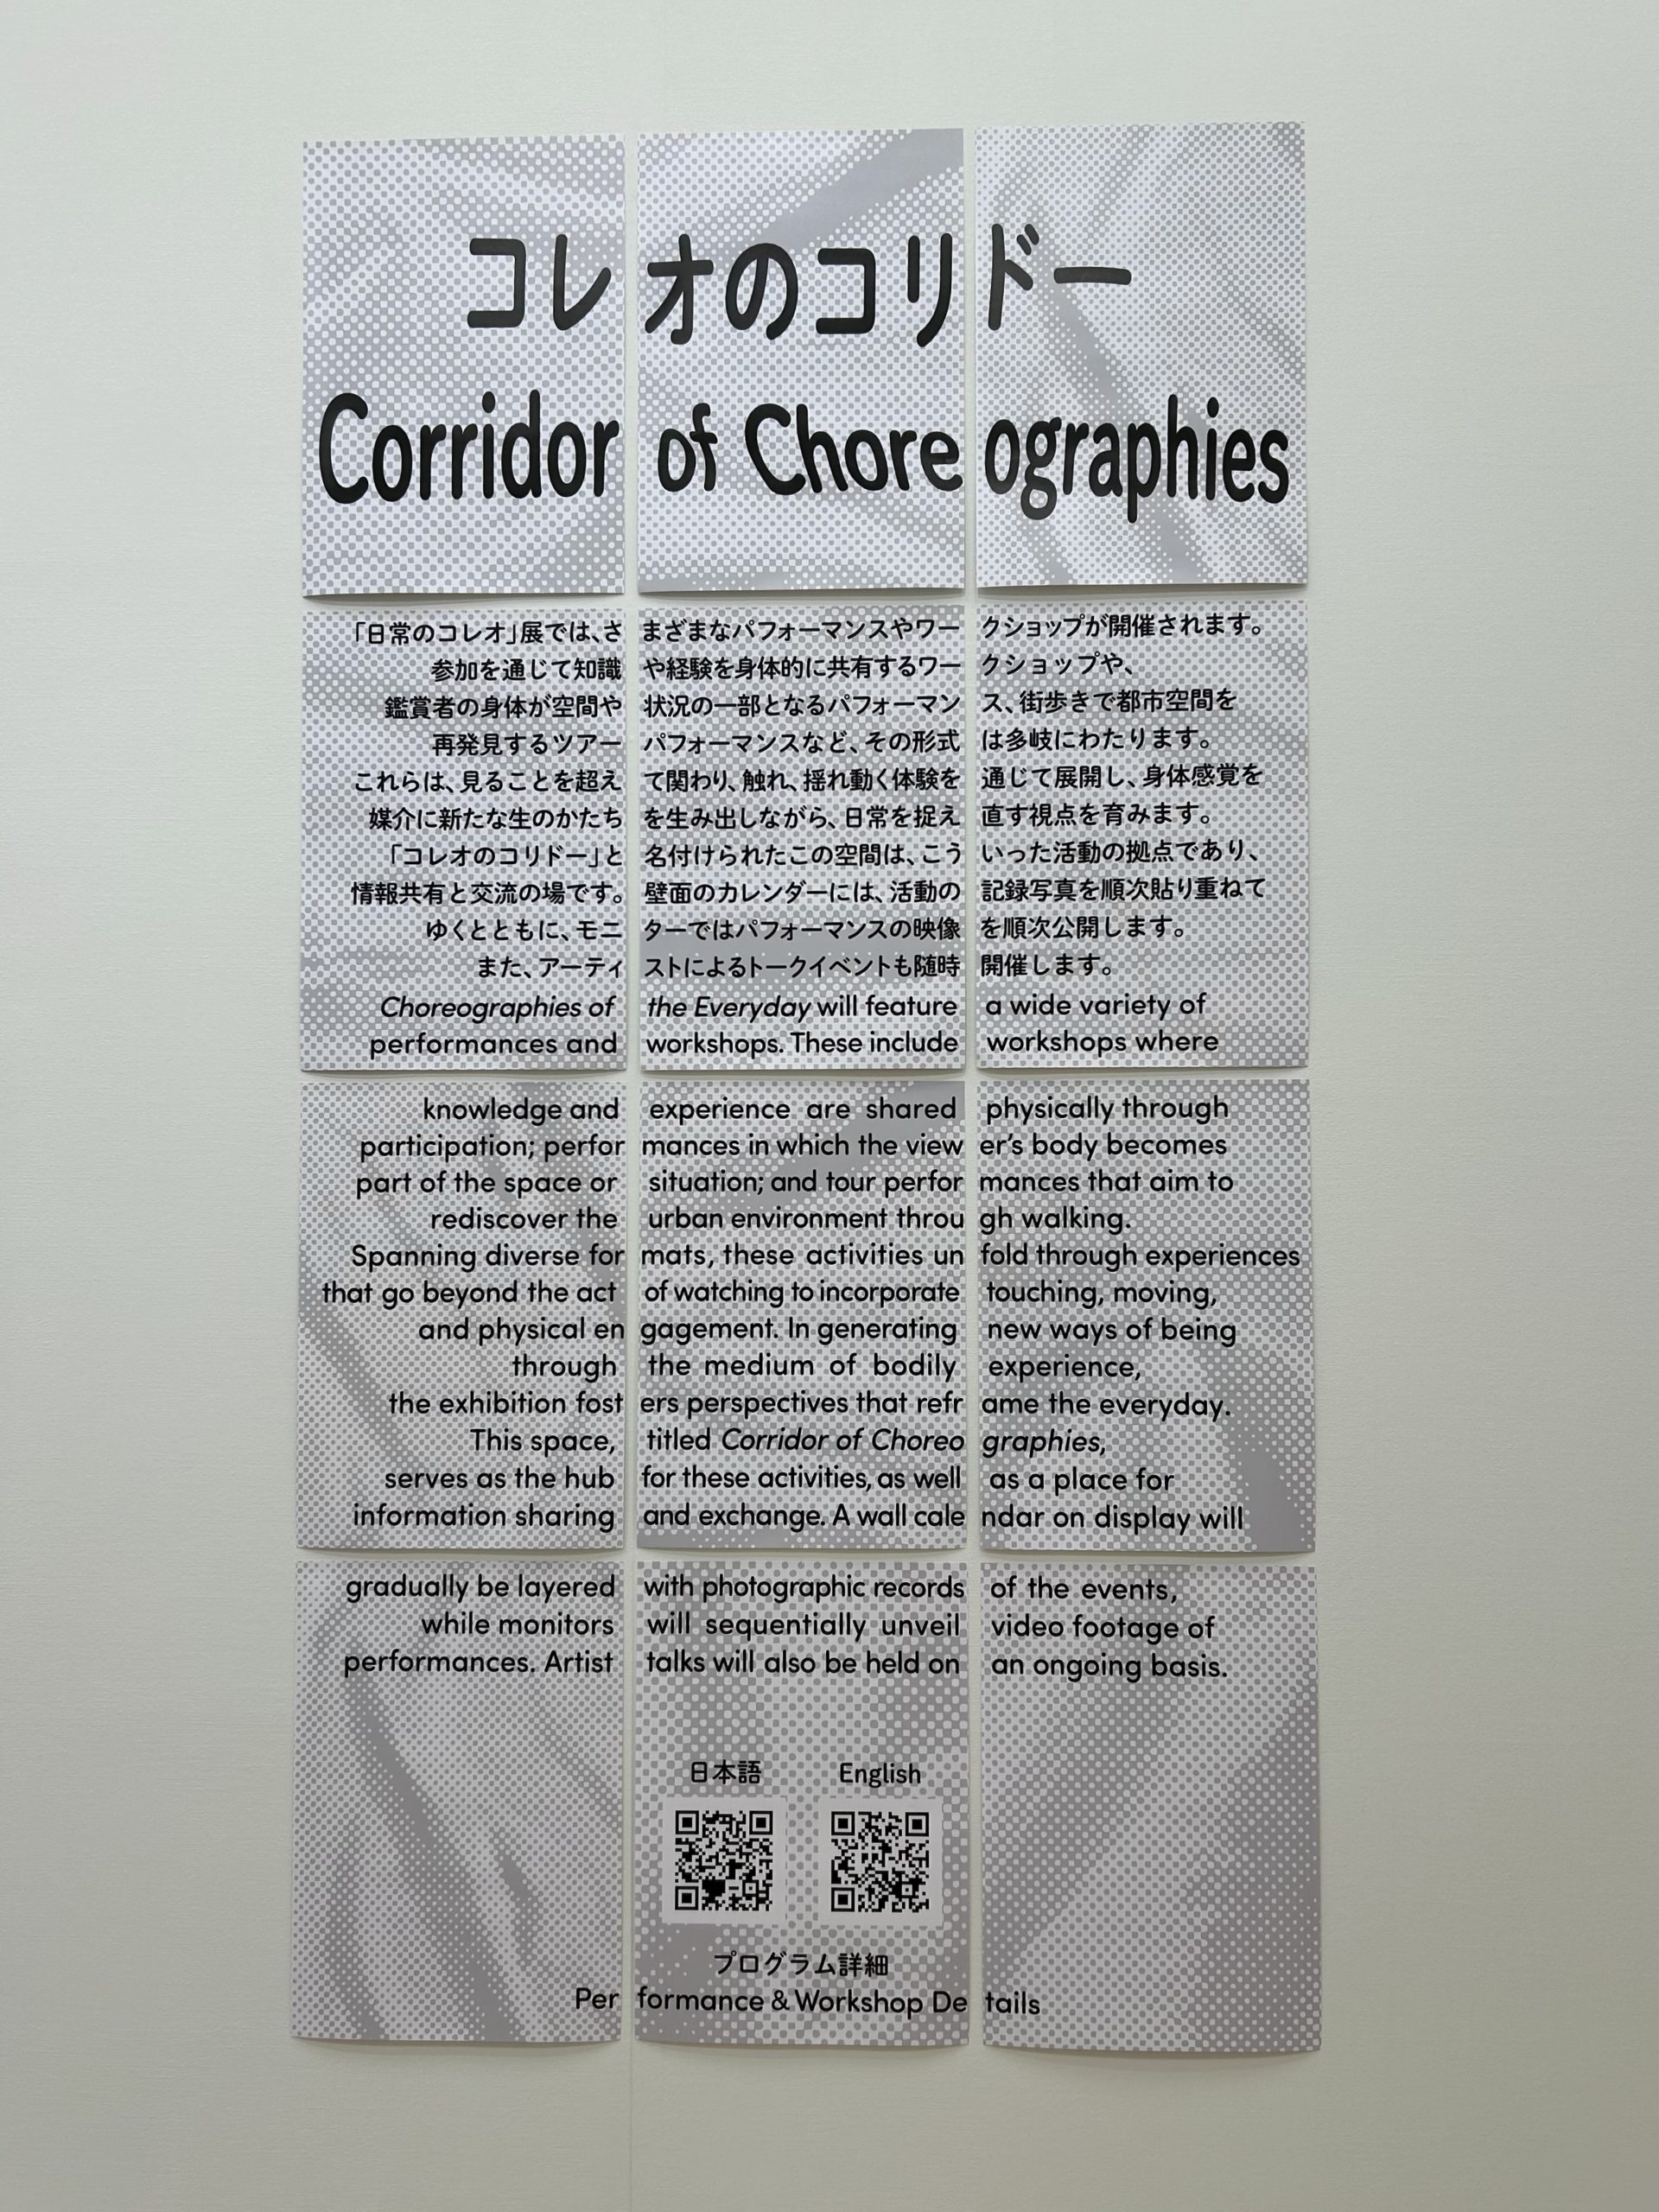 コレオのコリドー
Corridor of Choreographies
「日常のコレオ」展では、さまざまなパフォーマンスやワークショップが開催されます。
参加を通じて知識や経験を身体的に共有するワークショップや、
鑑賞者の身体が空間や状況の一部となるパフォーマンス、街歩きで都市空間を
再発見するツアーパフォーマンスなど、その形式は多岐にわたります。
これらは、見ることを超えて関わり、触れ、揺れ動く体験を通じて展開し、身体感覚を
媒介に新たな生のかたちを生み出しながら、日常を捉え直す視点を育みます。
「コレオのコリドー」と名付けられたこの空間は、こういった活動の拠点であり、
情報共有と交流の場です。壁面のカレンダーには、活動の記録写真を順次貼り重ねて
ゆくとともに、モニターではパフォーマンスの映像を順次公開します。
また、アーティストによるトークイベントも随時開催します。
Choreographies of the Everyday will feature a wide variety of
performances and workshops. These include workshops where
knowledge and experience are shared physically through
participation; performances in which the viewer's body becomes
part of the space or situation; and tour performances that aim to
rediscover the urban environment through walking.
Spanning diverse formats, these activities unfold through experiences
that go beyond the act of watching to incorporate touching, moving,
and physical engagement. In generating new ways of being
through the medium of bodily experience,
the exhibition fosters perspectives that reframe the everyday.
This space, titled Corridor of Choreographies,
serves as the hub for these activities, as well as a place for
information sharing and exchange. A wall calendar on display will
gradually be layered with photographic records of the events,
while monitors will sequentially unveil video footage of
performances. Artist talks will also be held on an ongoing basis.
日本語 English
プログラム詳細
Performance & Workshop Details